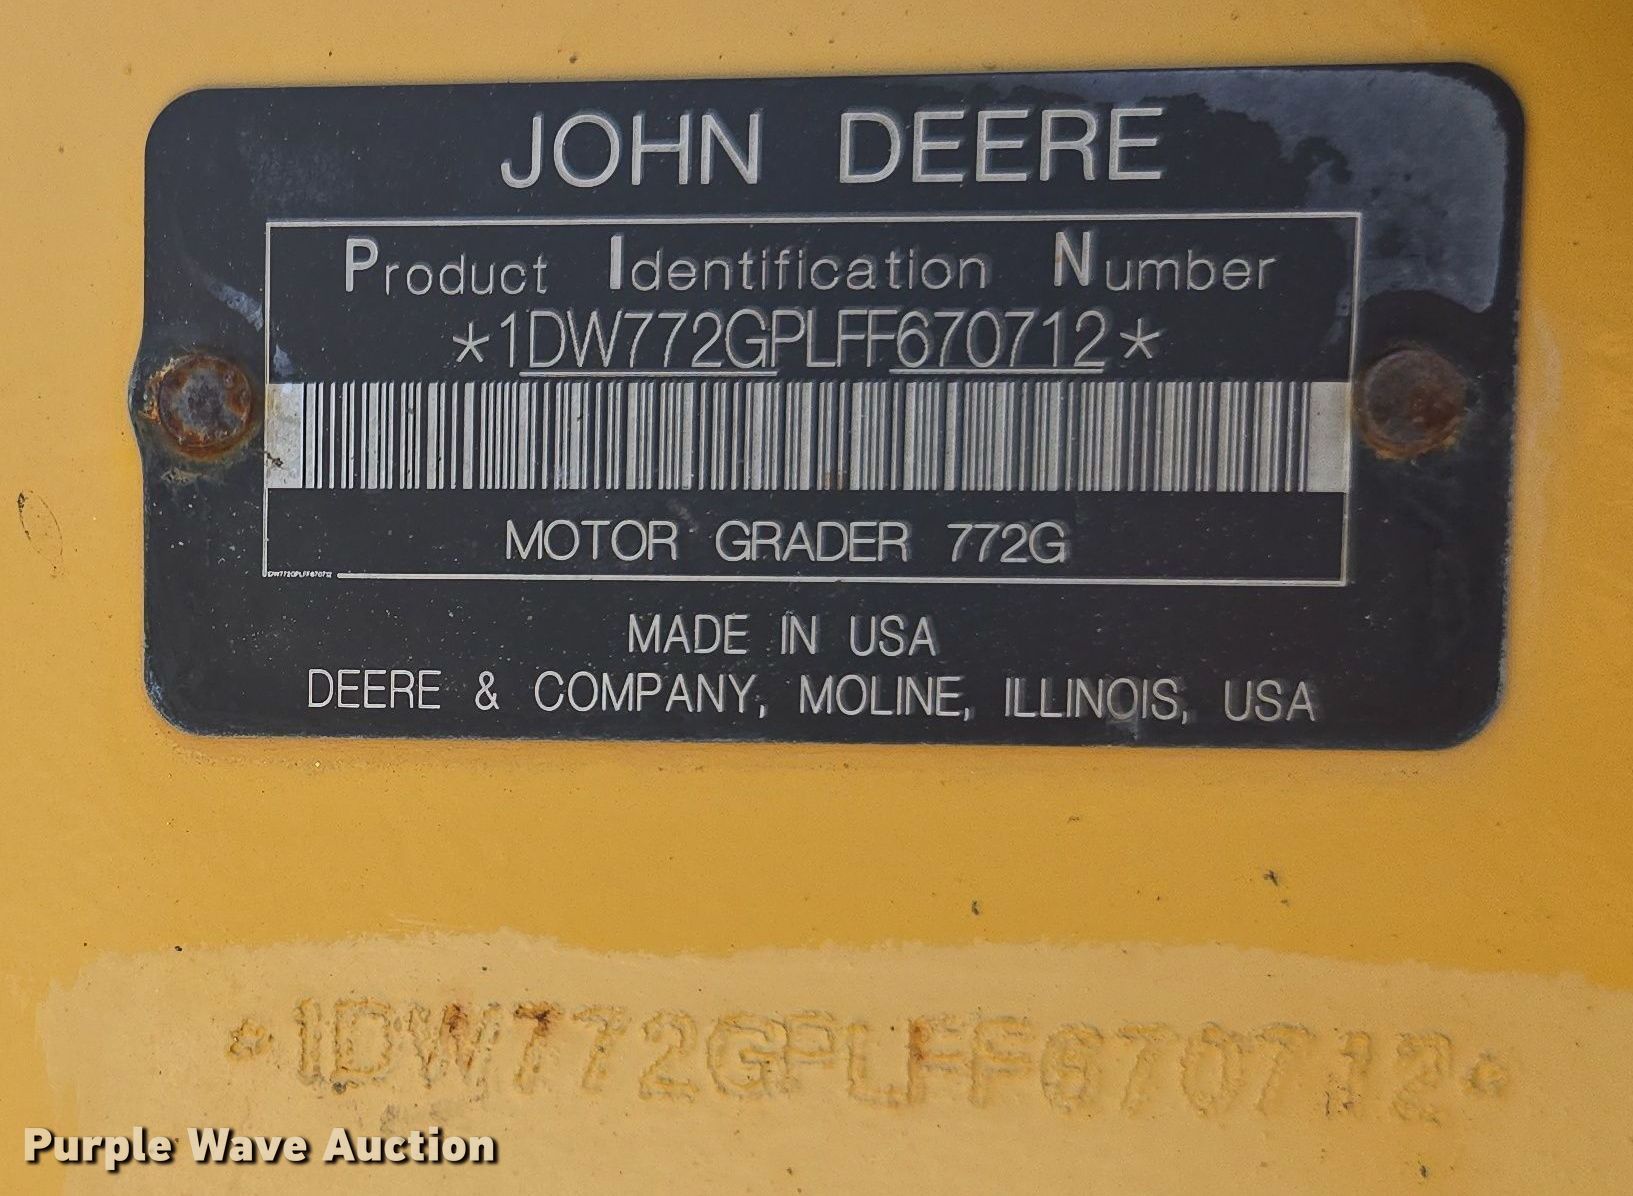 JOHN DEERE
Product Identification Number
*1DW772GPLFF670712*
MOTOR GRADER 772G
1DW772GPLFF670712
MADE IN USA
DEERE & COMPANY, MOLINE, ILLINOIS, USA
*1DW772GPLFF670712*
Purple Wave Auction